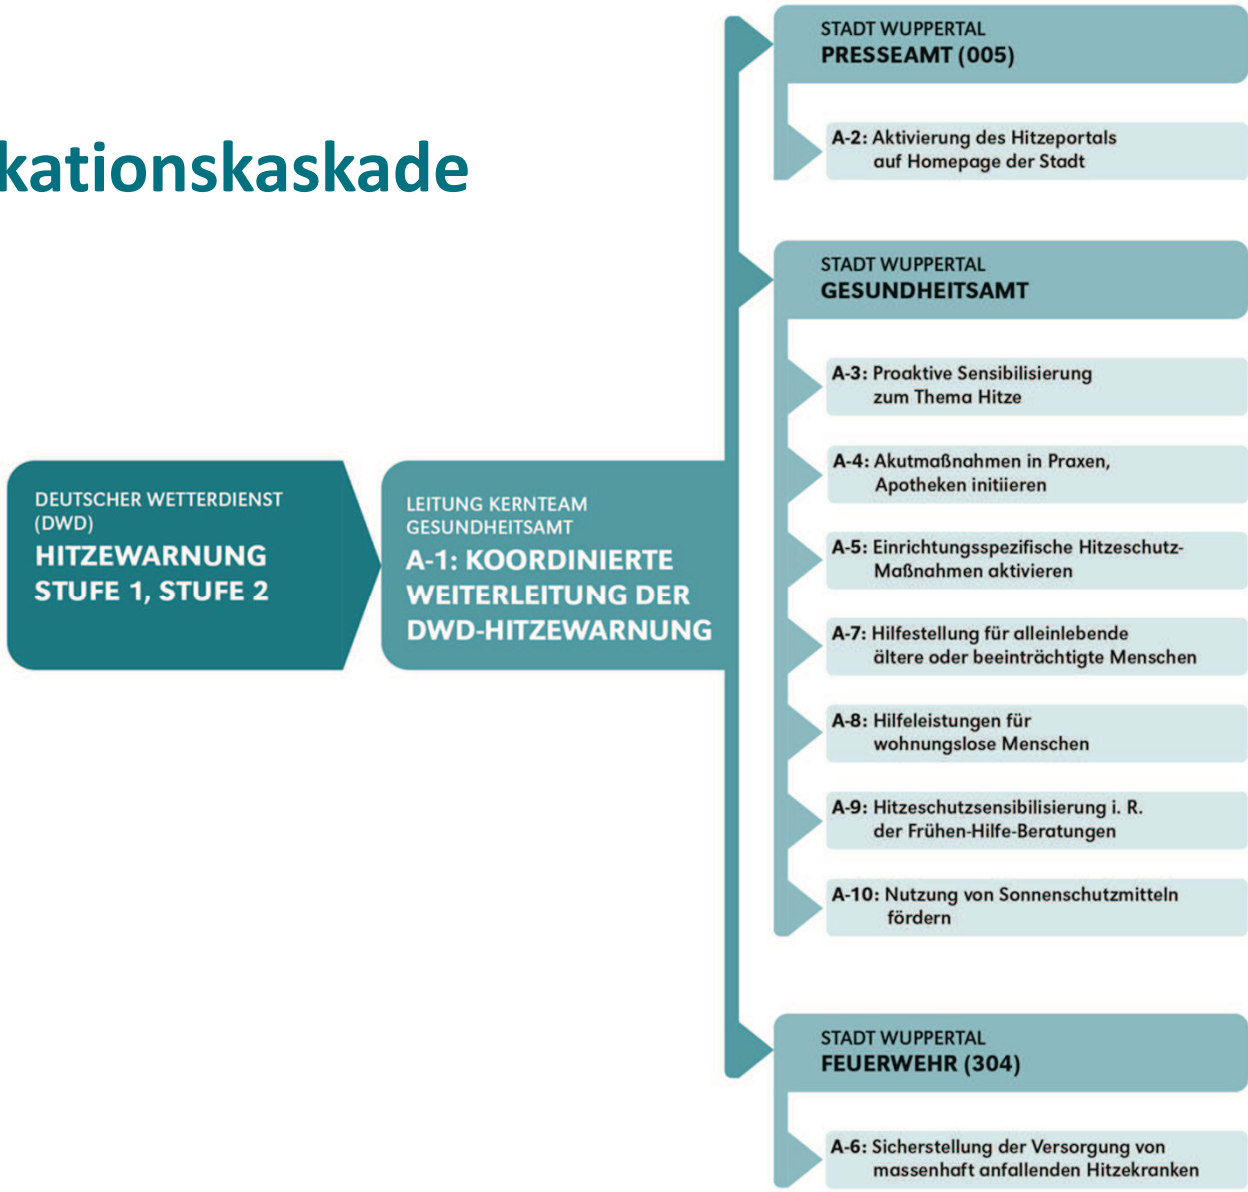 kationskaskade
DEUTSCHER WETTERDIENST
(DWD)
HITZEWARNUNG
STUFE 1, STUFE 2
LEITUNG KERNTEAM
GESUNDHEITSAMT
A-1: KOORDINIERTE
WEITERLEITUNG DER
DWD-HITZEWARNUNG
STADT WUPPERTAL
PRESSEAMT (005)
A-2: Aktivierung des Hitzeportals
auf Homepage der Stadt
STADT WUPPERTAL
GESUNDHEITSAMT
A-3: Proaktive Sensibilisierung
zum Thema Hitze
A-4: Akutmaßnahmen in Praxen,
Apotheken initiieren
A-5: Einrichtungsspezifische Hitzeschutz-
Maßnahmen aktivieren
A-7: Hilfestellung für alleinlebende
ältere oder beeinträchtigte Menschen
A-8: Hilfeleistungen für
wohnungslose Menschen
A-9: Hitzeschutzsensibilisierung i. R.
der Frühen-Hilfe-Beratungen
A-10: Nutzung von Sonnenschutzmitteln
fördern
STADT WUPPERTAL
FEUERWEHR (304)
A-6: Sicherstellung der Versorgung von
massenhaft anfallenden Hitzekranken